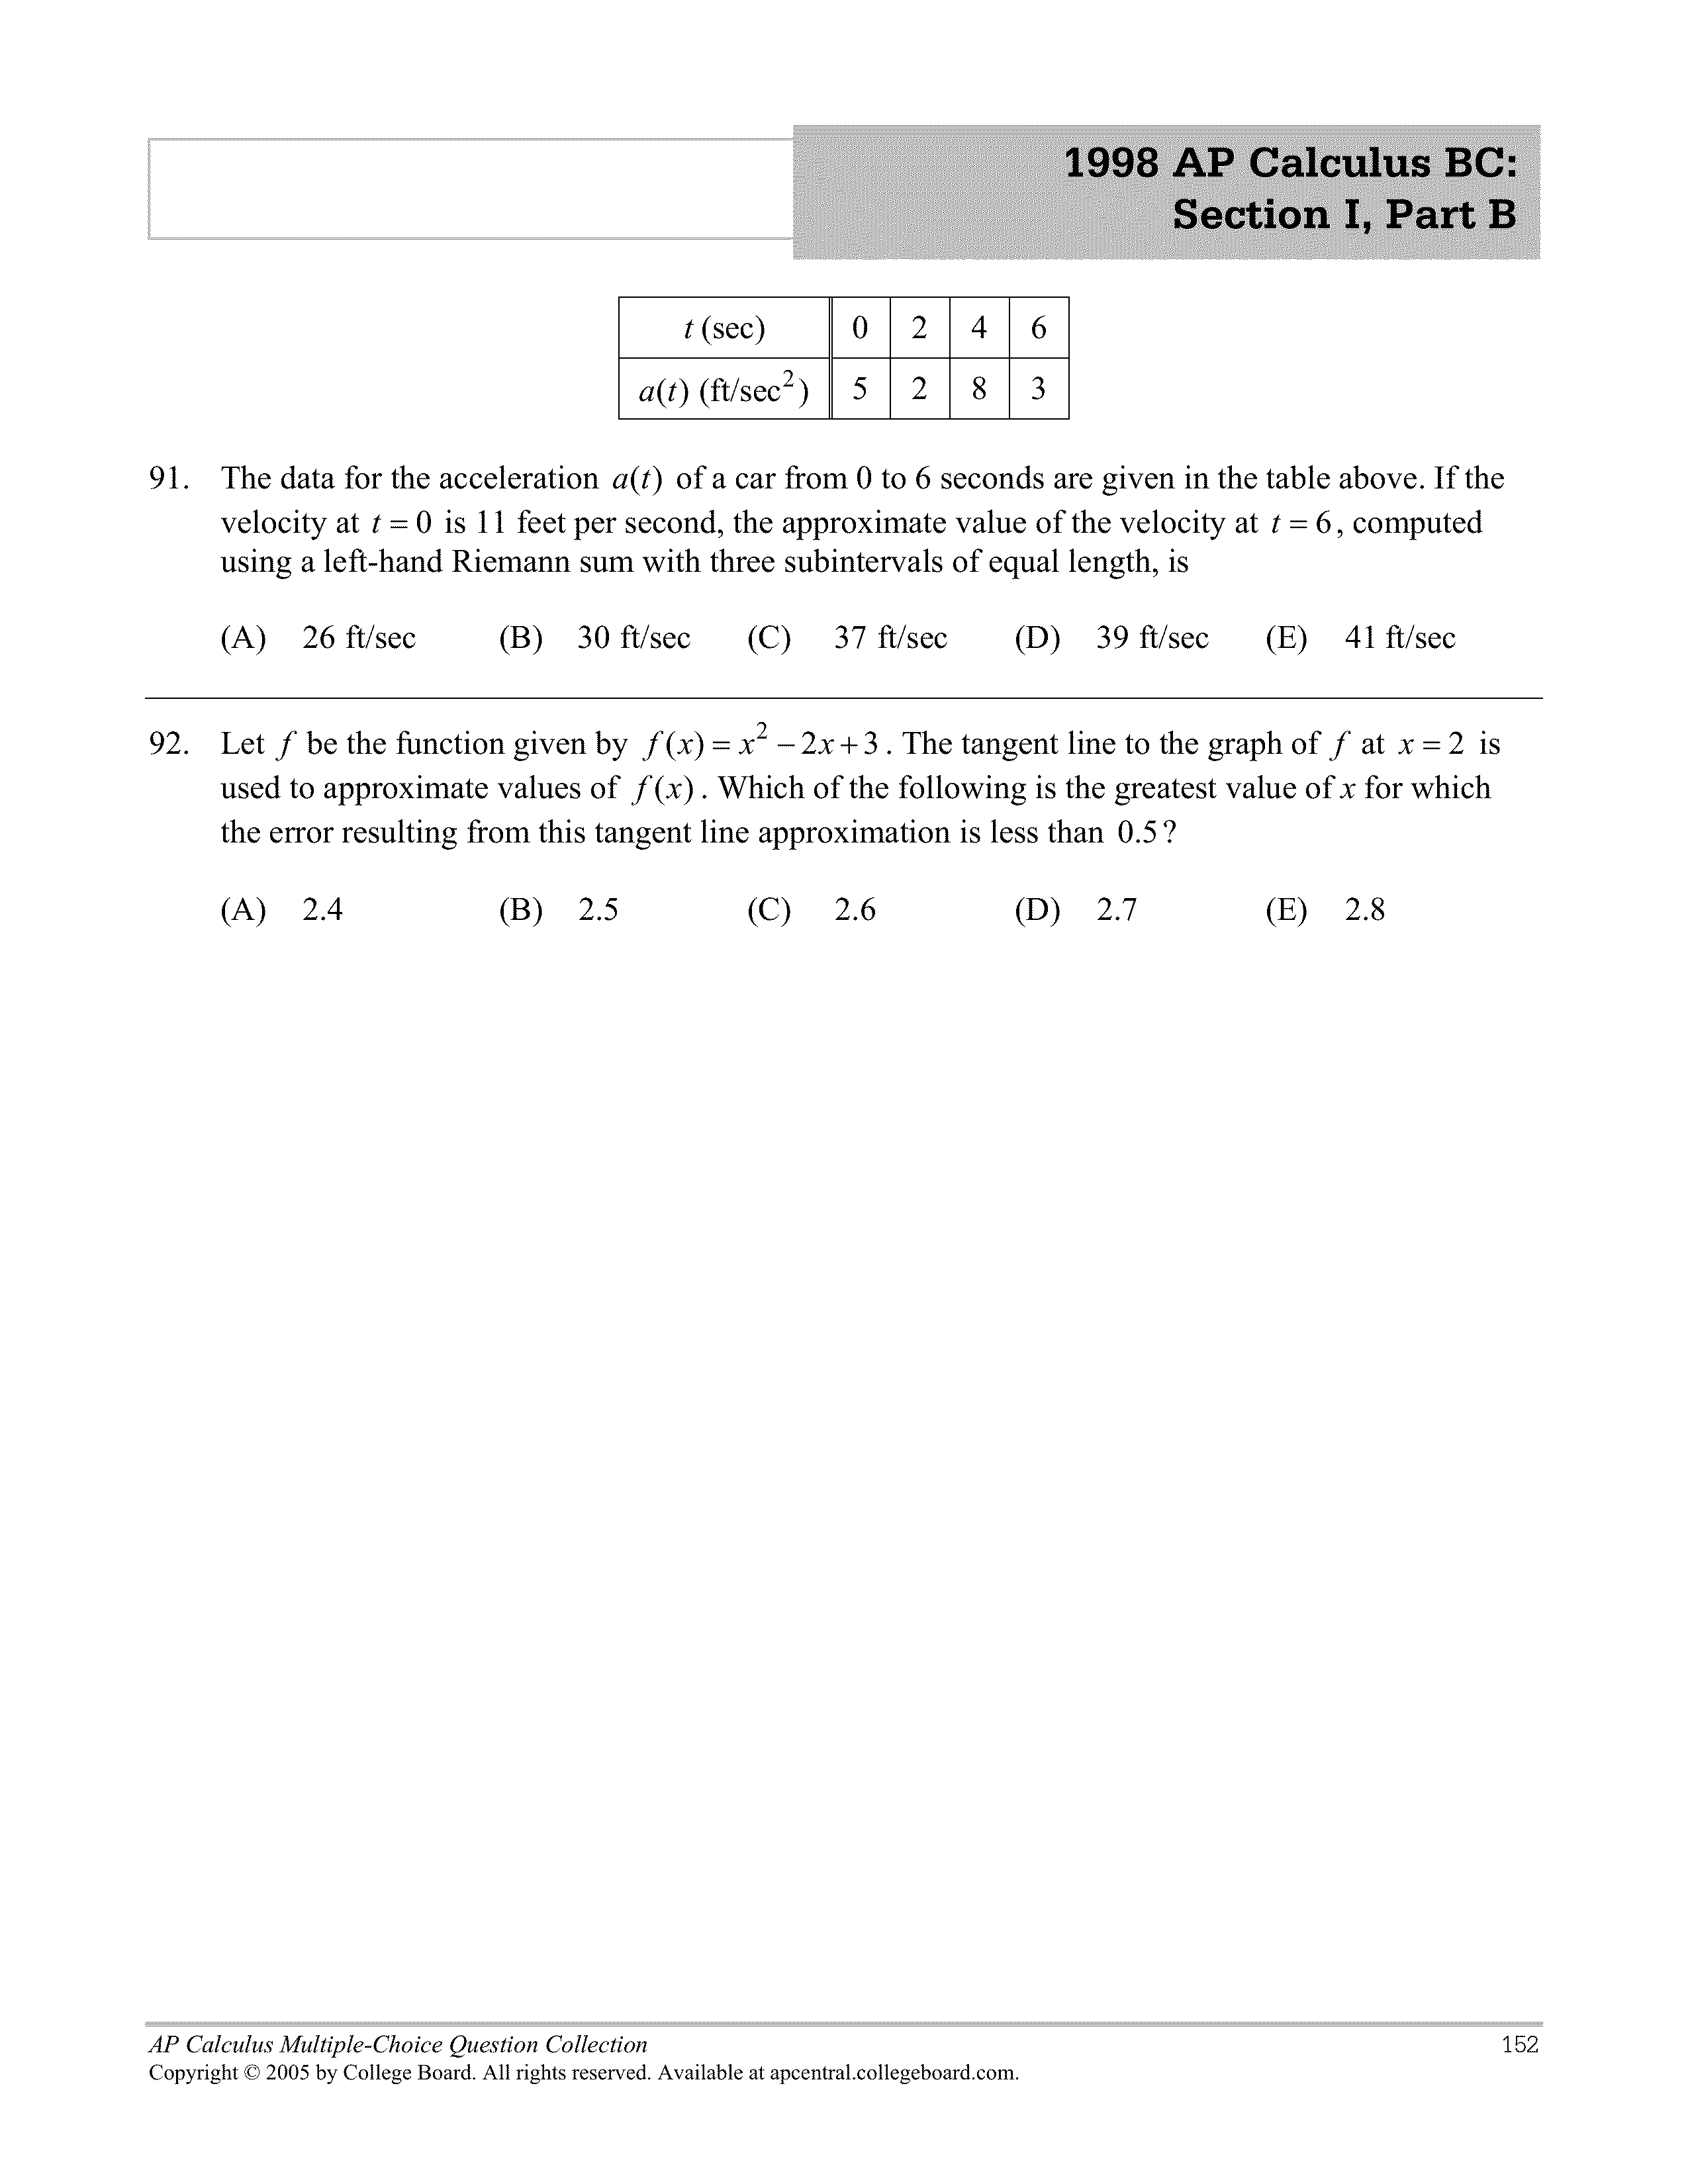 1998 AP Calculus BC:
Section I, Part B
t (sec) 0 2 4 6
a(t) (ft/sec²) 5 2 8 3
91. The data for the acceleration a(t) of a car from 0 to 6 seconds are given in the table above. If the
velocity at t = 0 is 11 feet per second, the approximate value of the velocity at t = 6, computed
using a left-hand Riemann sum with three subintervals of equal length, is
(A) 26 ft/sec (B) 30 ft/sec (C) 37 ft/sec (D) 39 ft/sec (E) 41 ft/sec
92. Let f be the function given by f(x) = x² − 2x + 3. The tangent line to the graph of f at x = 2 is
used to approximate values of f(x). Which of the following is the greatest value of x for which
the error resulting from this tangent line approximation is less than 0.5?
(A) 2.4 (B) 2.5 (C) 2.6 (D) 2.7 (E) 2.8
AP Calculus Multiple-Choice Question Collection 152
Copyright © 2005 by College Board. All rights reserved. Available at apcentral.collegeboard.com.